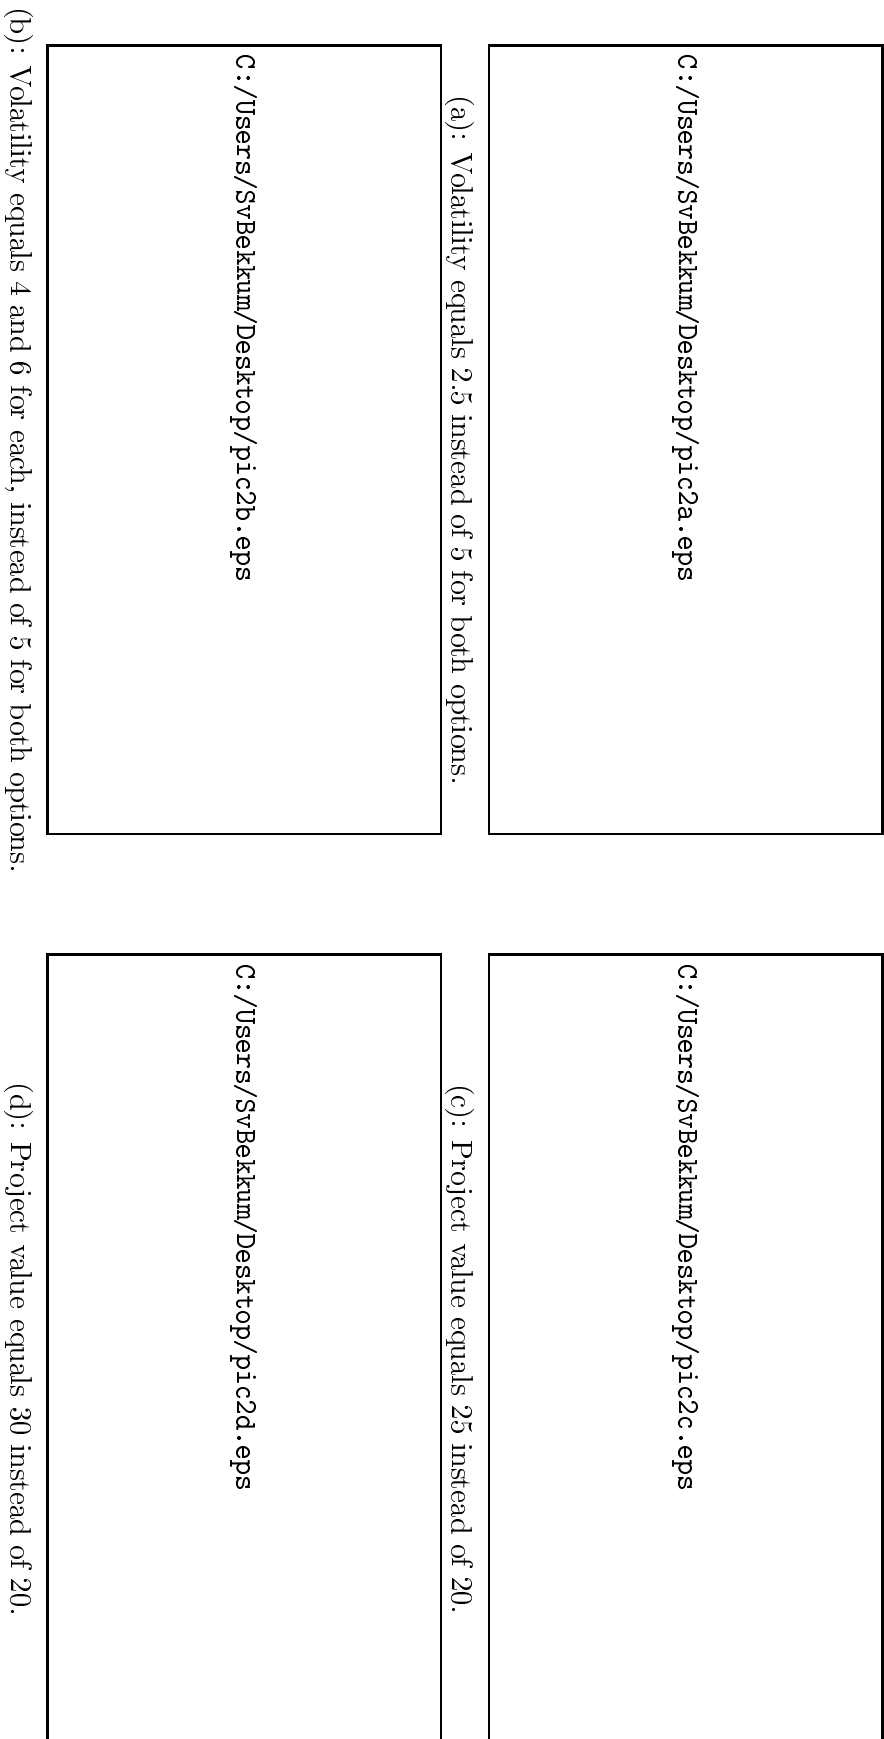 C:/Users/SvBekkum/Desktop/pic2a.eps
(a): Volatility equals 2.5 instead of 5 for both options.
C:/Users/SvBekkum/Desktop/pic2c.eps
(c): Project value equals 25 instead of 20.
C:/Users/SvBekkum/Desktop/pic2b.eps
(b): Volatility equals 4 and 6 for each, instead of 5 for both options.
C:/Users/SvBekkum/Desktop/pic2d.eps
(d): Project value equals 30 instead of 20.